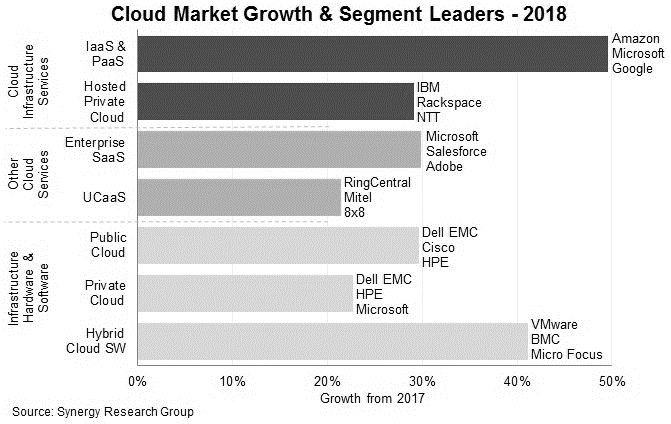 Cloud Market Growth & Segment Leaders - 2018
Cloud
Infrastructure
Services
IaaS &
PaaS
Amazon
Microsoft
Google
Hosted
Private
Cloud
IBM
Rackspace
NTT
Other
Cloud
Services
Enterprise
SaaS
Microsoft
Salesforce
Adobe
UCaaS
RingCentral
Mitel
8x8
Infrastructure
Hardware &
Software
Public
Cloud
Dell EMC
Cisco
HPE
Private
Cloud
Dell EMC
HPE
Microsoft
Hybrid
Cloud SW
VMware
BMC
Micro Focus
0% 10% 20% 30% 40% 50%
Growth from 2017
Source: Synergy Research Group